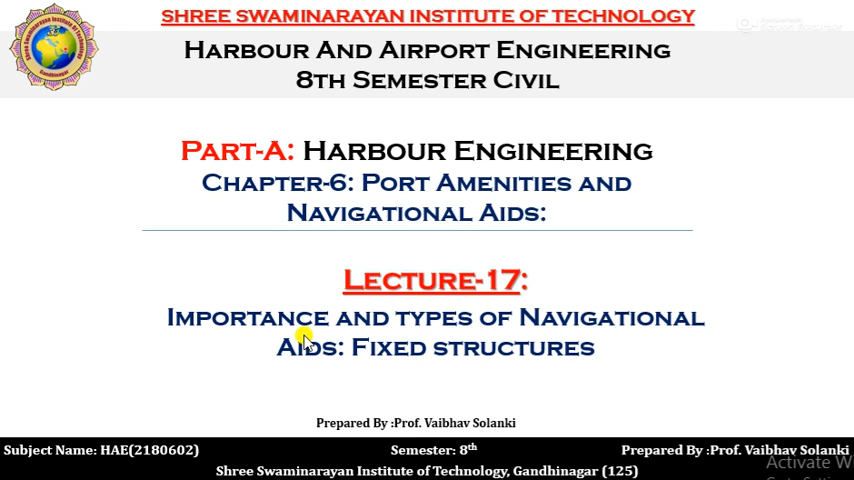 SHREE SWAMINARAYAN INSTITUTE OF TECHNOLOGY
HARBOUR AND AIRPORT ENGINEERING
8TH SEMESTER CIVIL
PART-A: HARBOUR ENGINEERING
CHAPTER-6: PORT AMENITIES AND
NAVIGATIONAL AIDS:
LECTURE-17:
IMPORTANCE AND TYPES OF NAVIGATIONAL
AIDS: FIXED STRUCTURES
Prepared By :Prof. Vaibhav Solanki
Subject Name: HAE(2180602) Semester: 8th Prepared By :Prof. Vaibhav Solanki
Shree Swaminarayan Institute of Technology, Gandhinagar (125)
Activate W